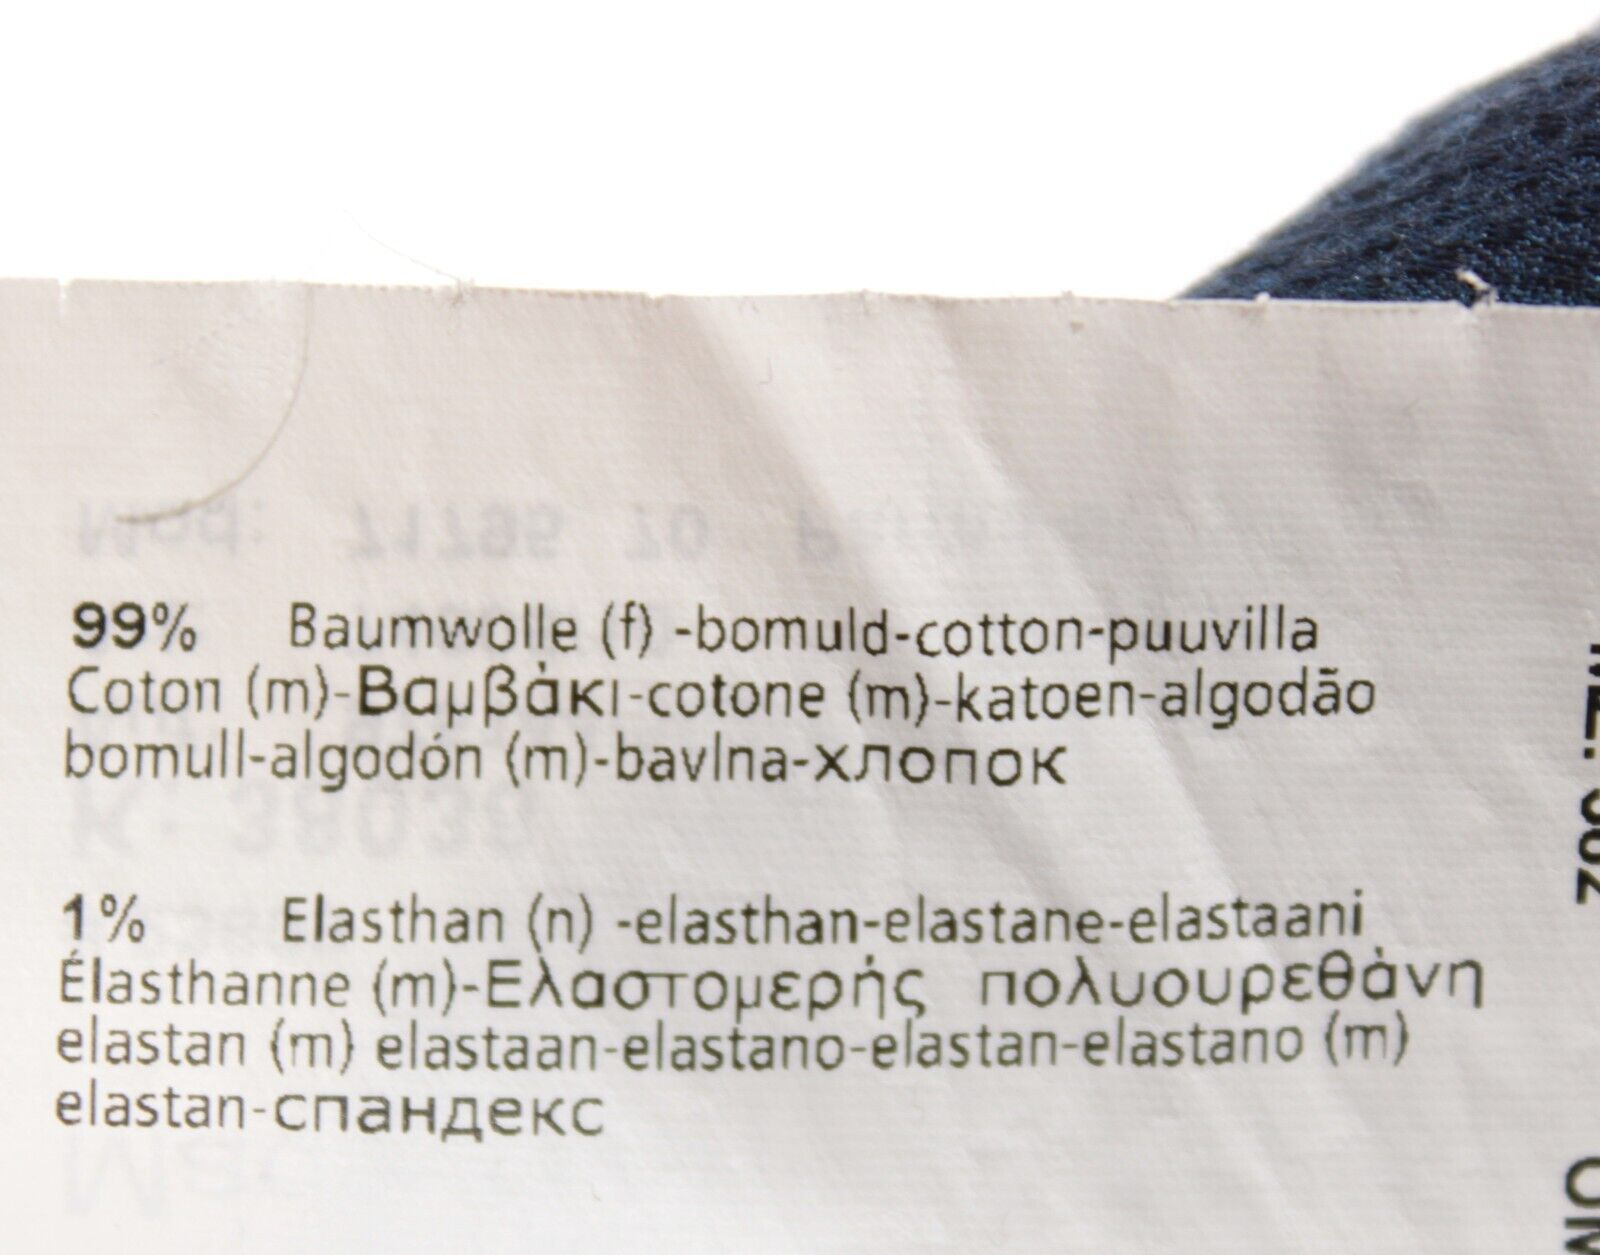 99% Baumwolle (f) -bomuld-cotton-puuvilla
Coton (m)-Βαμβάκι-cotone (m)-katoen-algodão
bomull-algodón (m)-bavlna-хлопок
1% Elasthan (n) -elasthan-elastane-elastaani
Élasthanne (m)-Ελαστομερής πολυουρεθάνη
elastan (m) elastaan-elastano-elastan-elastano (m)
elastan-спандекс